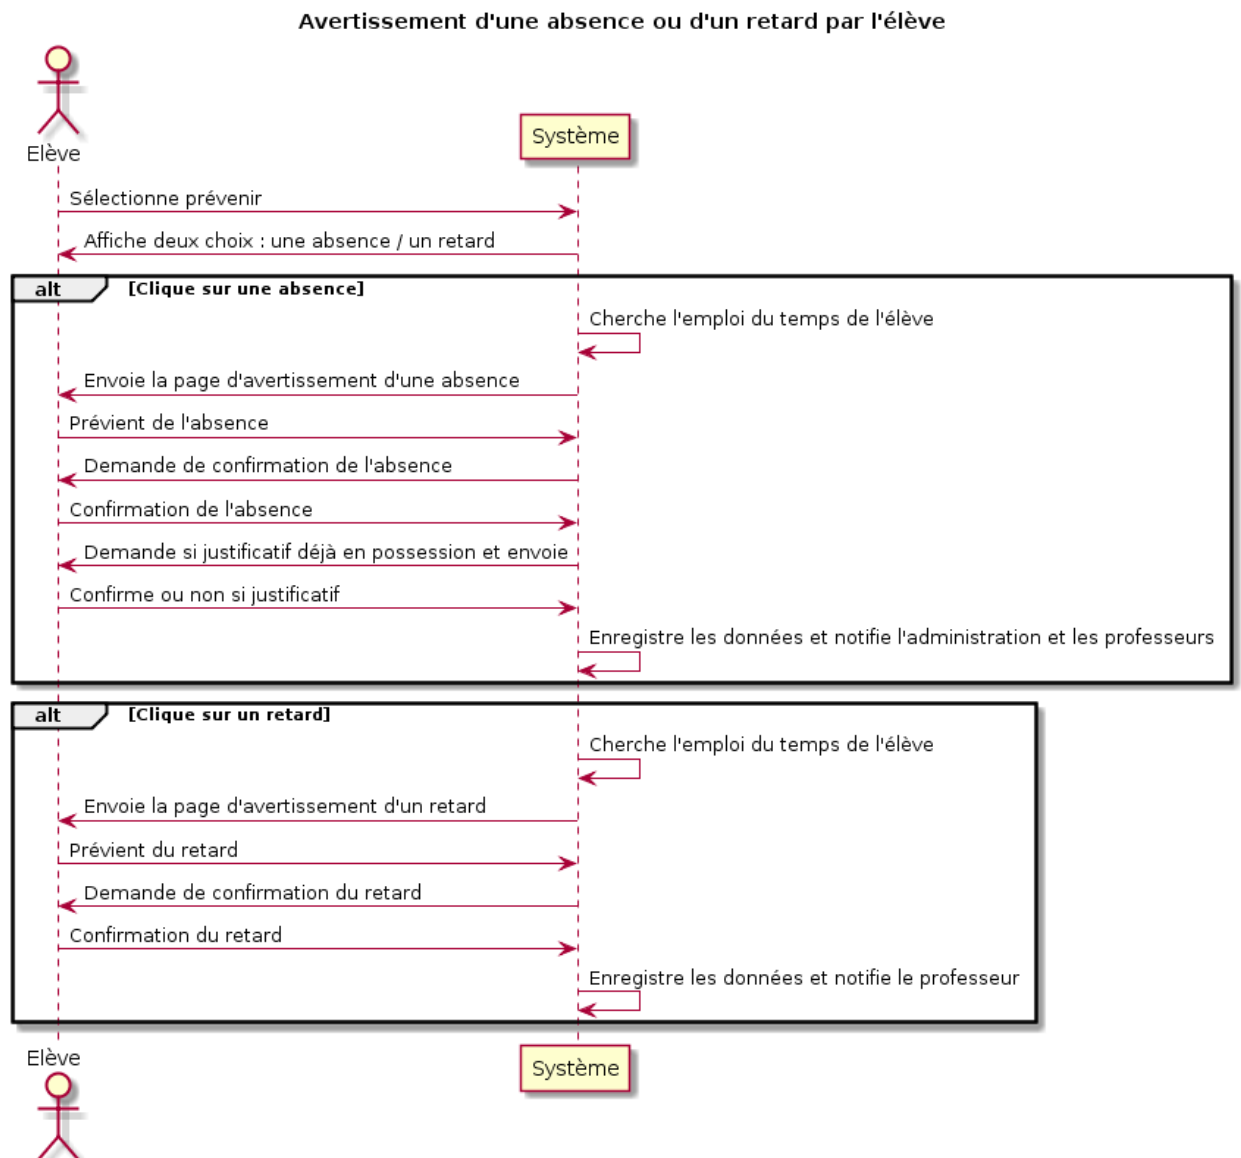 Avertissement d'une absence ou d'un retard par l'élève
Elève
Système
Sélectionne prévenir
Affiche deux choix : une absence / un retard
alt
[Clique sur une absence]
Cherche l'emploi du temps de l'élève
Envoie la page d'avertissement d'une absence
Prévient de l'absence
Demande de confirmation de l'absence
Confirmation de l'absence
Demande si justificatif déjà en possession et envoie
Confirme ou non si justificatif
Enregistre les données et notifie l'administration et les professeurs
alt
[Clique sur un retard]
Cherche l'emploi du temps de l'élève
Envoie la page d'avertissement d'un retard
Prévient du retard
Demande de confirmation du retard
Confirmation du retard
Enregistre les données et notifie le professeur
Elève
Système